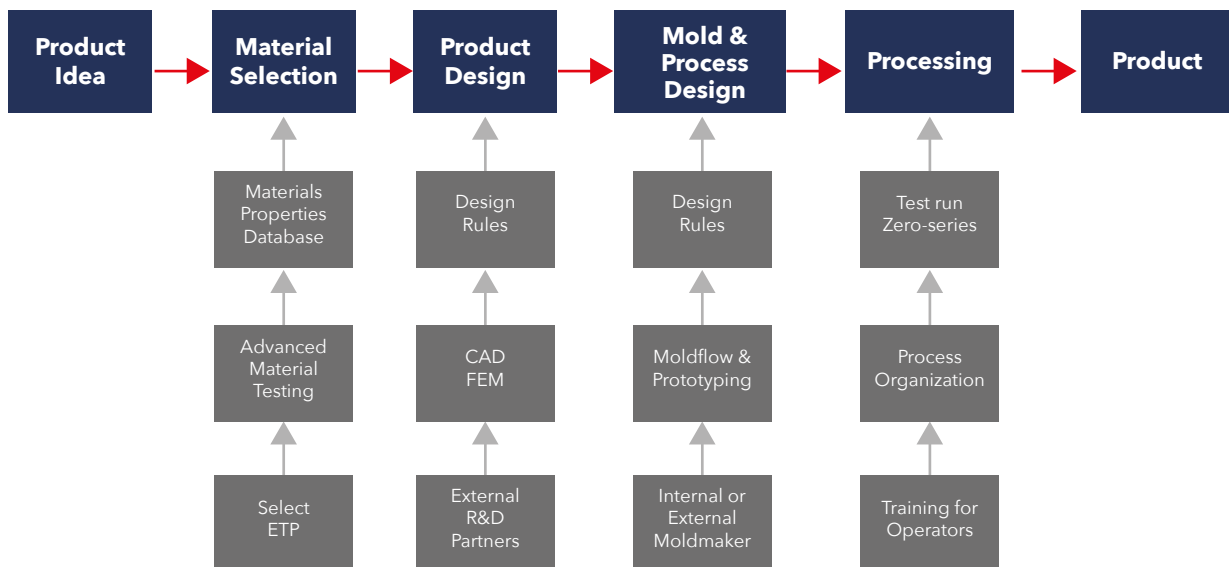 Product
Idea
Material
Selection
Product
Design
Mold &
Process
Design
Processing
Product
Materials
Properties
Database
Design
Rules
Design
Rules
Test run
Zero-series
Advanced
Material
Testing
CAD
FEM
Moldflow &
Prototyping
Process
Organization
Select
ETP
External
R&D
Partners
Internal or
External
Moldmaker
Training for
Operators